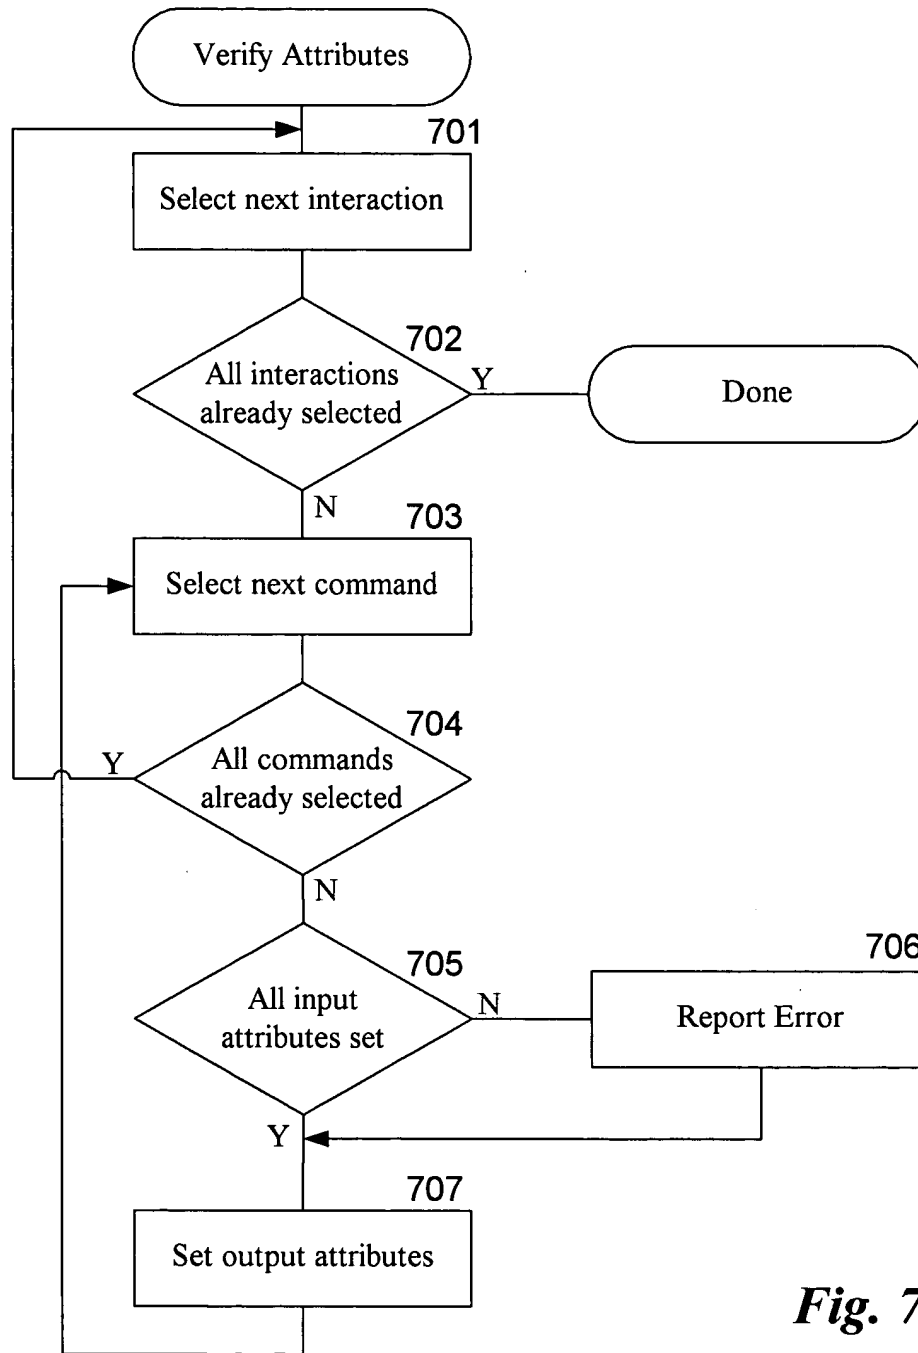 Verify Attributes
701
Select next interaction
702
All interactions
already selected
Y
Done
N
703
Select next command
704
All commands
already selected
Y
N
705
All input
attributes set
N
706
Report Error
Y
707
Set output attributes
Fig. 7